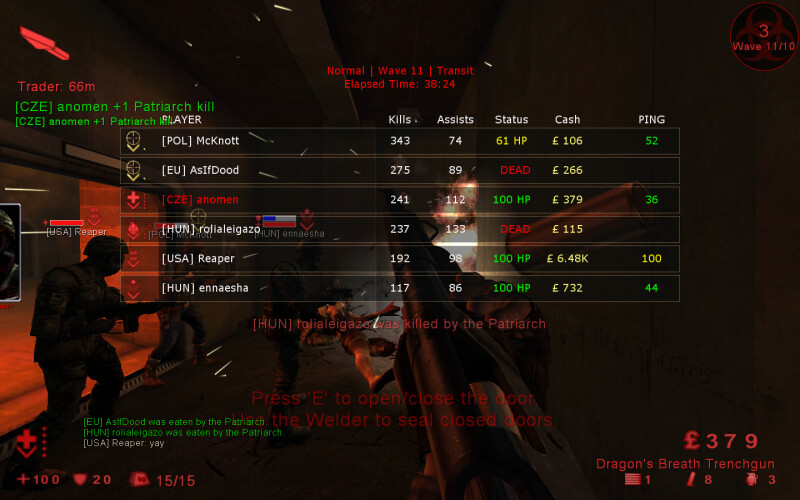 3
Wave 11/10
Normal | Wave 11 | Transit
Elapsed Time: 38:24
Trader: 66m
[CZE] anomen +1 Patriarch kill
[CZE] anomen +1 Patriarch kill
PLAYER Kills Assists Status Cash PING
[POL] McKnott 343 74 61 HP £ 106 52
[EU] AsIfDood 275 89 DEAD £ 266
[CZE] anomen 241 112 100 HP £ 379 36
[HUN] rolialeigazo 237 133 DEAD £ 115
[USA] Reaper [POL] McKnott [HUN] ennaesha
[USA] Reaper 192 98 100 HP £ 6.48K 100
[HUN] ennaesha 117 86 100 HP £ 732 44
[HUN] rolialeigazo was killed by the Patriarch
Press 'E' to open/close the door.
Use the Welder to seal closed doors.
[EU] AsIfDood was eaten by the Patriarch.
[HUN] rolialeigazo was eaten by the Patriarch.
[USA] Reaper: yay
£379
Dragon's Breath Trenchgun
100 20 15/15 1 8 3